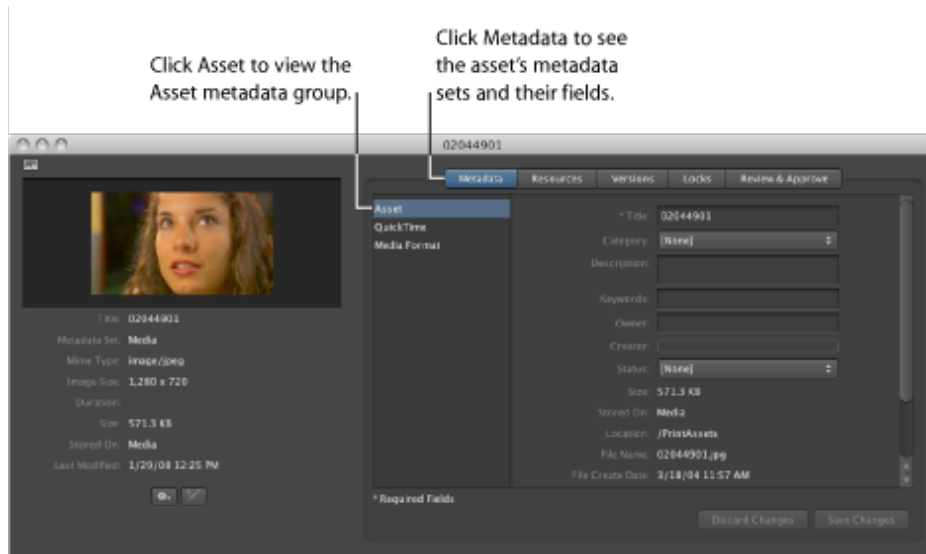 Click Asset to view the
Asset metadata group.
Click Metadata to see
the asset's metadata
sets and their fields.
02044901
Metadata
Resources
Versions
Locks
Review & Approve
Title: 02044901
Metadata Set: Media
Mime Type: image/jpeg
Image Size: 1,280 x 720
Duration:
Size: 571.3 KB
Stored On: Media
Last Modified: 1/29/08 12:25 PM
Asset
QuickTime
Media Format
* Required Fields
* Title: 02044901
Category: [None]
Description:
Keywords:
Owner:
Creator:
Status: [None]
Size: 571.3 KB
Stored On: Media
Location: /PrintAssets
File Name: 02044901.jpg
File Create Date: 3/18/04 11:57 AM
Discard Changes
Save Changes